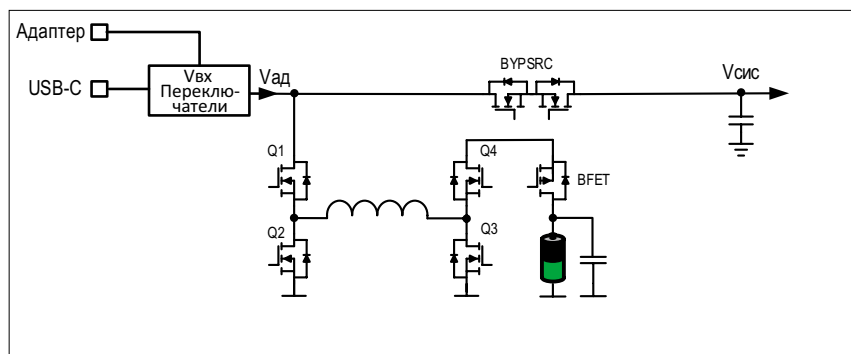 Адаптер
USB-C
Vвх
Переклю-
чатели
Vад
BYPSRC
Vсис
Q1
Q4
BFET
Q2
Q3